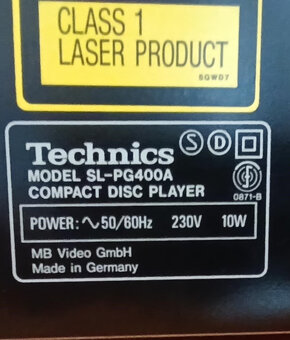 CLASS 1
LASER PRODUCT
SGWD7
Technics S D
MODEL SL-PG400A
COMPACT DISC PLAYER 0871-B
POWER: ∿50/60Hz 230V 10W
MB Video GmbH
Made in Germany